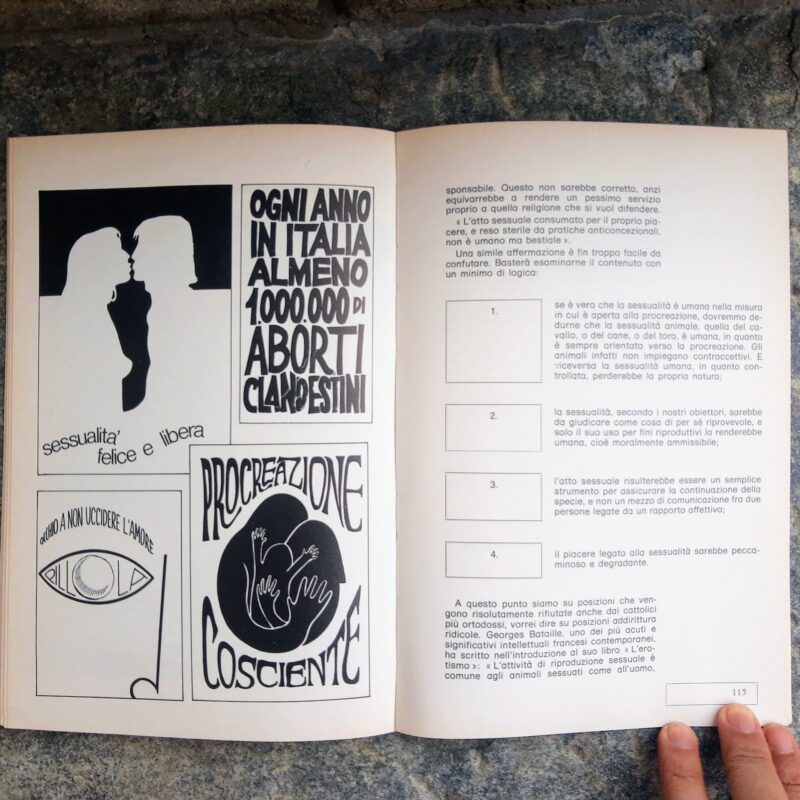 sessualita'
felice e libera
OGNI ANNO
IN ITALIA
ALMENO
1.000.000 DI
ABORTI
CLANDESTINI
OCCHIO A NON UCCIDERE L'AMORE
PILLOLA
PROCREAZIONE
COSCIENTE
sponsabile. Questo non sarebbe corretto, anzi
equivarrebbe a rendere un pessimo servizio
proprio a quella religione che si vuol difendere.
« L'atto sessuale consumato per il proprio pia-
cere, e reso sterile da pratiche anticoncezionali,
non è umano ma bestiale ».
Una simile affermazione è fin troppo facile da
confutare. Basterà esaminarne il contenuto con
un minimo di logica:
1.
se è vero che la sessualità è umana nella misura
in cui è aperta alla procreazione, dovremmo de-
durne che la sessualità animale, quella del ca-
vallo, o del cane, o del toro, è umana, in quanto
è sempre orientata verso la procreazione. Gli
animali infatti non impiegano contraccettivi. E
viceversa la sessualità umana, in quanto con-
trollata, perderebbe la propria natura;
2.
la sessualità, secondo i nostri obiettori, sarebbe
da giudicare come cosa di per sé riprovevole, e
solo il suo uso per fini riproduttivi la renderebbe
umana, cioè moralmente ammissibile;
3.
l'atto sessuale risulterebbe essere un semplice
strumento per assicurare la continuazione della
specie, e non un mezzo di comunicazione fra due
persone legate da un rapporto affettivo;
4.
il piacere legato alla sessualità sarebbe pecca-
minoso e degradante.
A questo punto siamo su posizioni che ven-
gono risolutamente rifiutate anche dai cattolici
più ortodossi, vorrei dire su posizioni addirittura
ridicole. Georges Bataille, uno dei più acuti e
significativi intellettuali francesi contemporanei,
ha scritto nell'introduzione al suo libro « L'ero-
tismo »: « L'attività di riproduzione sessuale è
comune agli animali sessuati come all'uomo,
115